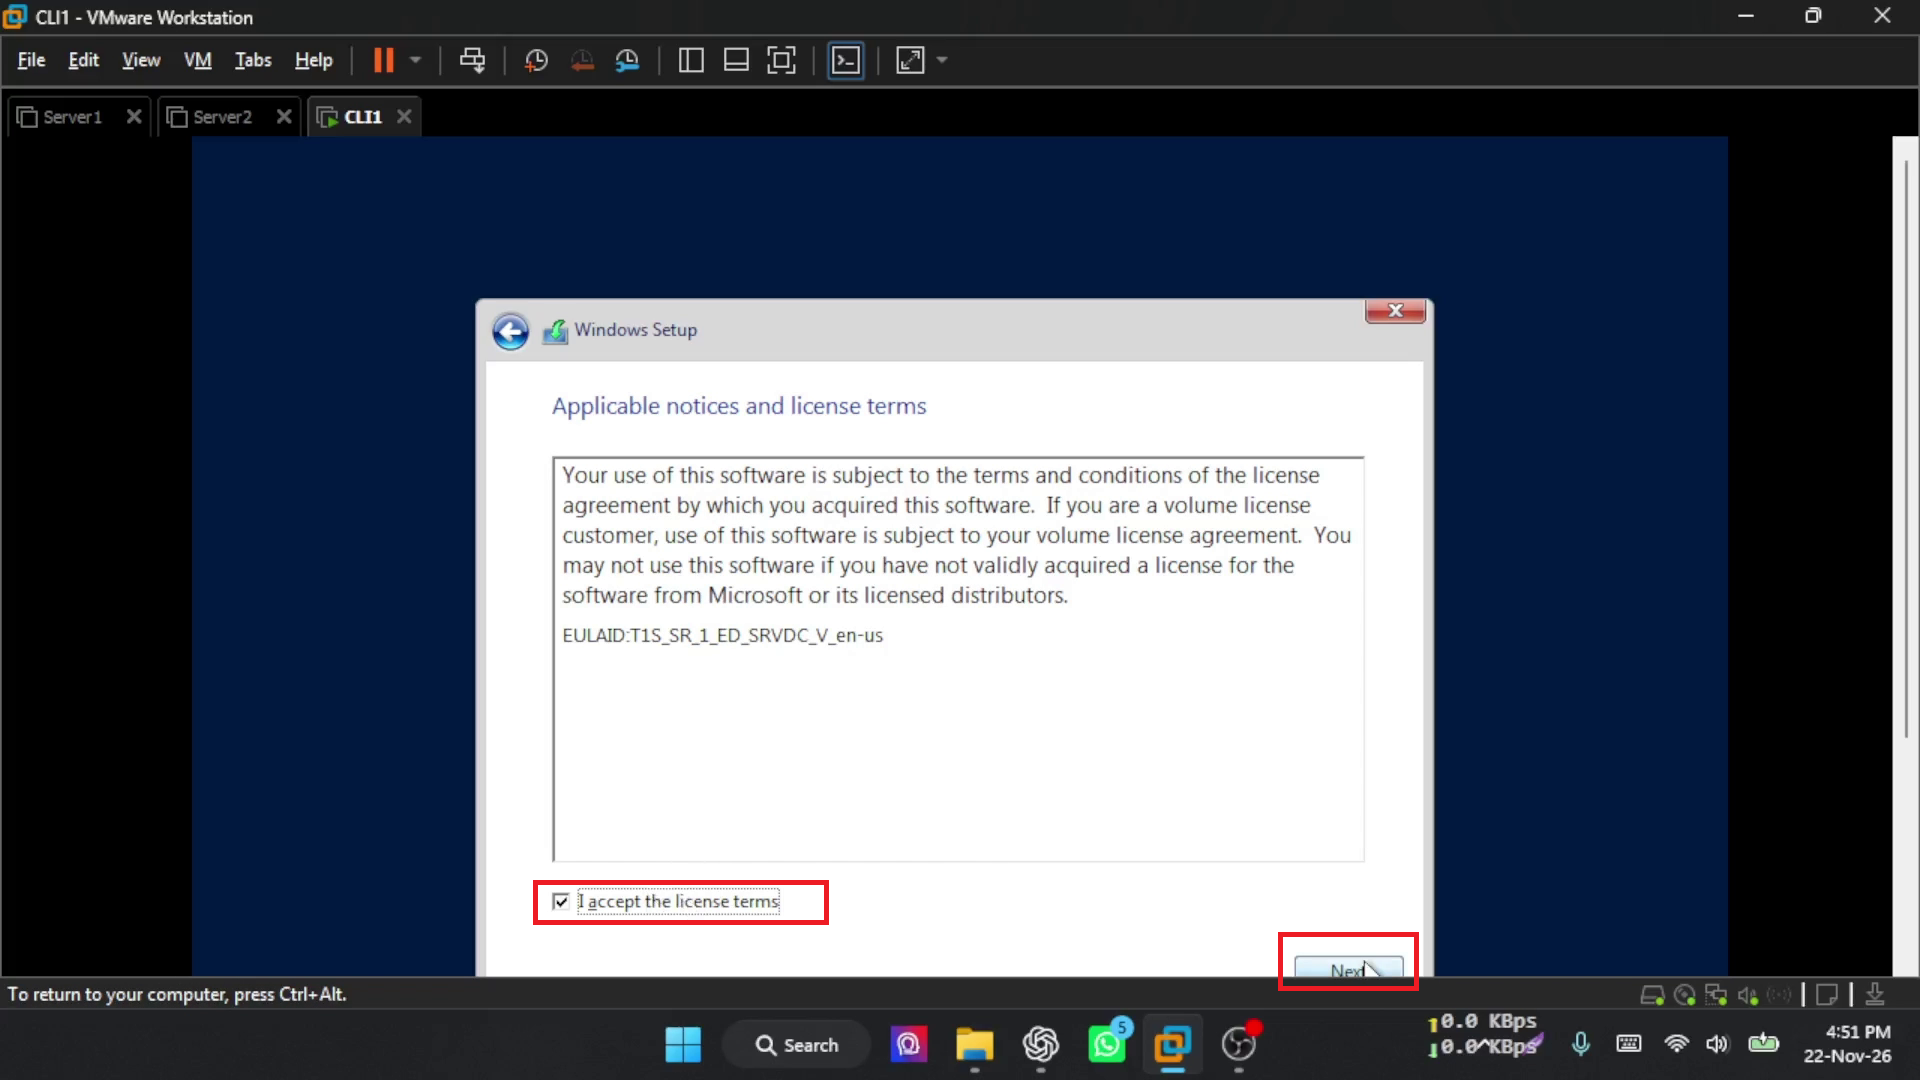 CLI1 - VMware Workstation
File Edit View VM Tabs Help
Server1 Server2 CLI1
Windows Setup
Applicable notices and license terms
Your use of this software is subject to the terms and conditions of the license
agreement by which you acquired this software.  If you are a volume license
customer, use of this software is subject to your volume license agreement.  You
may not use this software if you have not validly acquired a license for the
software from Microsoft or its licensed distributors.
EULAID:T1S_SR_1_ED_SRVDC_V_en-us
I accept the license terms
Next
To return to your computer, press Ctrl+Alt.
Search
5
0.0 KBps
0.0 KBps
4:51 PM
22-Nov-26